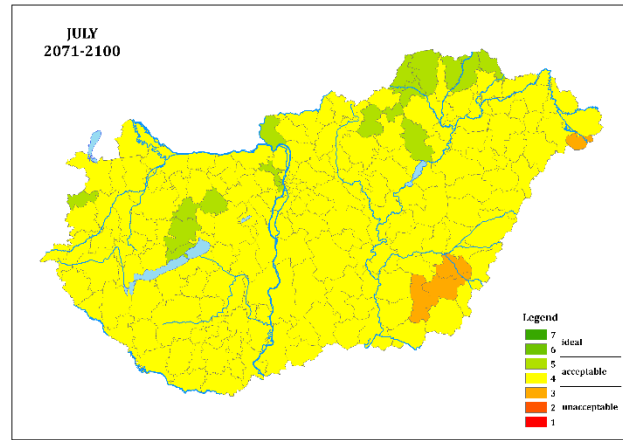 JULY
2071-2100
Legend
7
6 ideal
5
4 acceptable
3
2 unacceptable
1